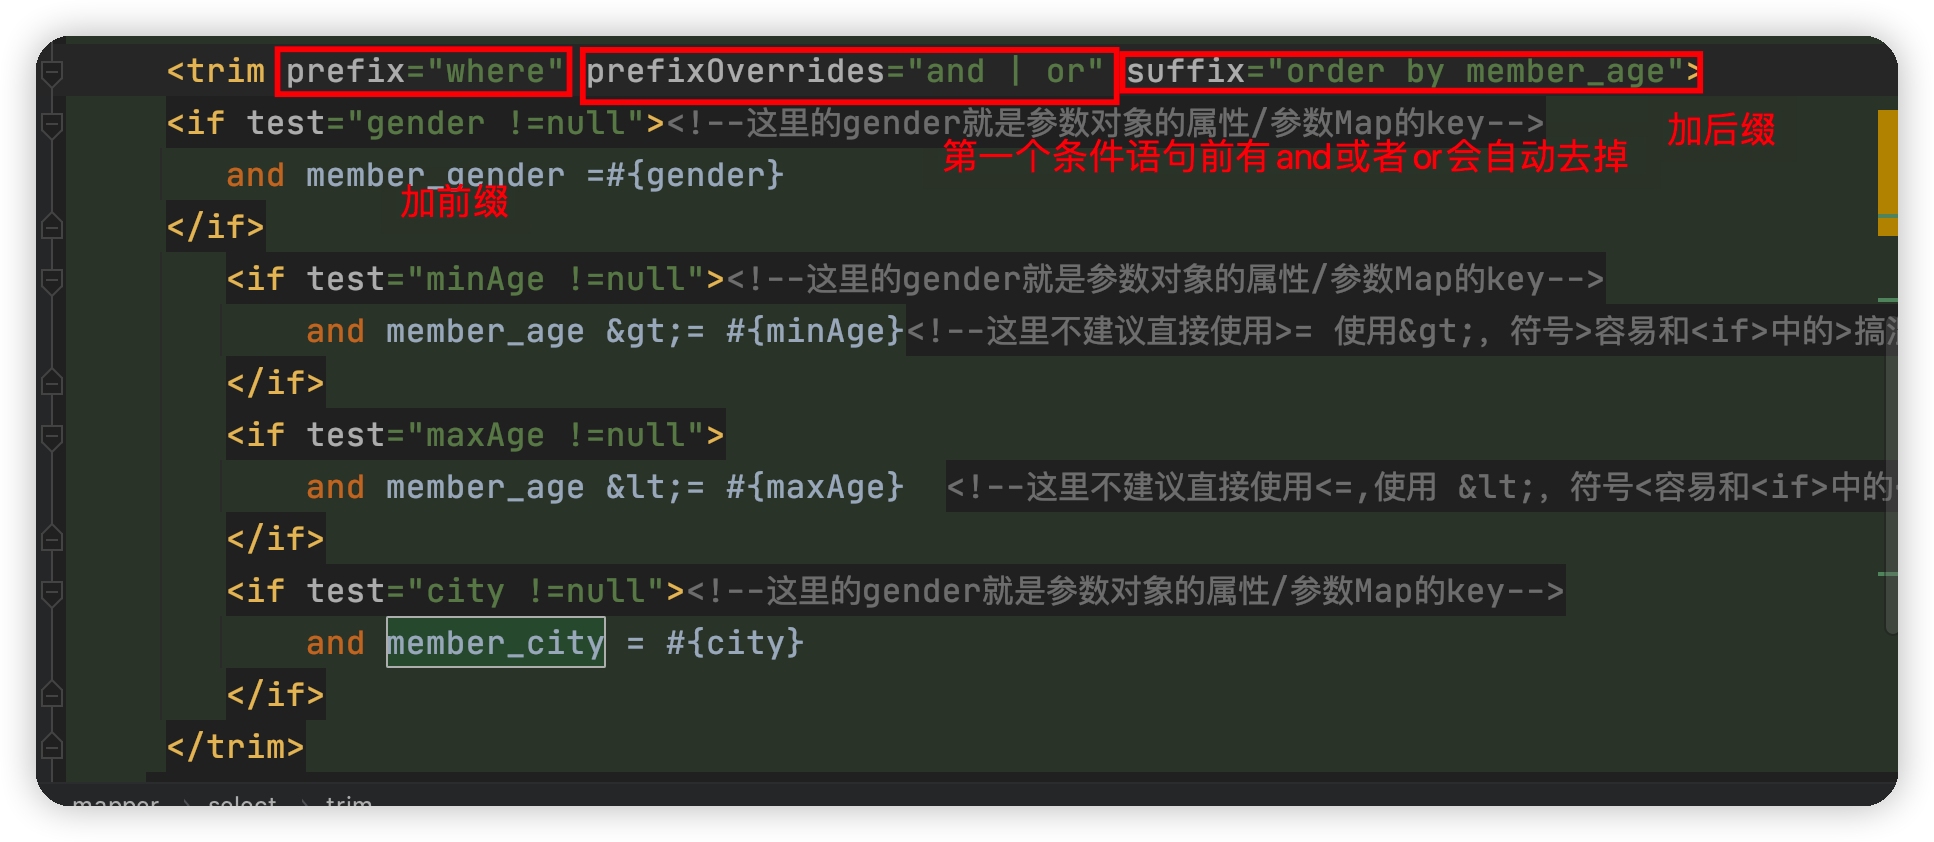 <trim prefix="where" prefixOverrides="and | or" suffix="order by member_age">
<if test="gender !=null"><!--这里的gender就是参数对象的属性/参数Map的key-->
加后缀
第一个条件语句前有and或者or会自动去掉
and member_gender =#{gender}
加前缀
</if>
<if test="minAge !=null"><!--这里的gender就是参数对象的属性/参数Map的key-->
and member_age &gt;= #{minAge}<!--这里不建议直接使用>= 使用&gt;, 符号>容易和<if>中的>搞
</if>
<if test="maxAge !=null">
and member_age &lt;= #{maxAge} <!--这里不建议直接使用<=,使用 &lt;, 符号<容易和<if>中的
</if>
<if test="city !=null"><!--这里的gender就是参数对象的属性/参数Map的key-->
and member_city = #{city}
</if>
</trim>
mapper > select > trim